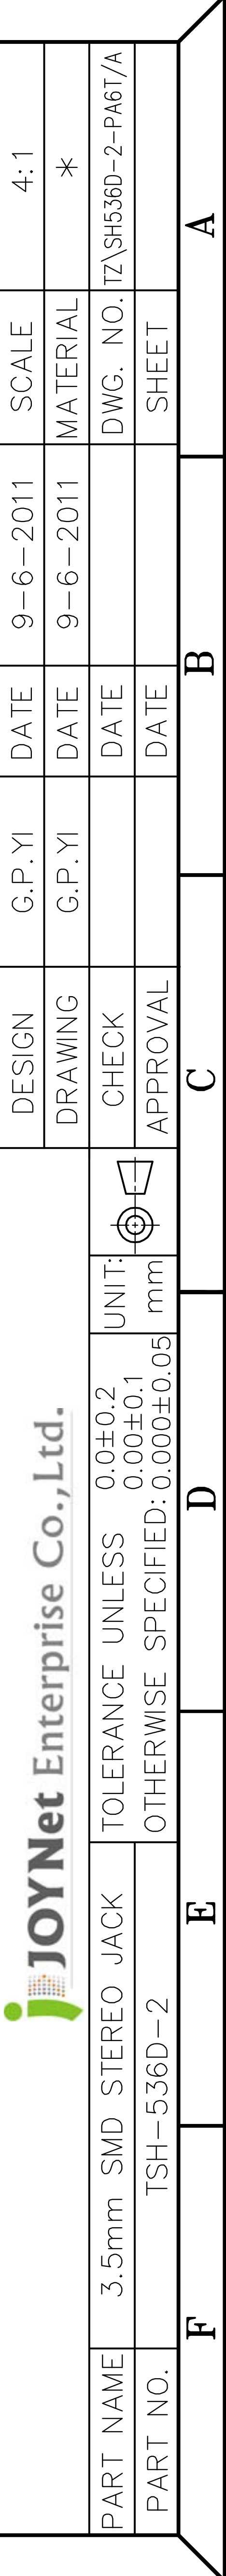 JOYNet Enterprise Co.,Ltd.
DESIGN G.P.YI DATE 9-6-2011 SCALE 4:1
DRAWING G.P.YI DATE 9-6-2011 MATERIAL *
PART NAME 3.5mm SMD STEREO JACK TOLERANCE UNLESS 0.0±0.2 UNIT: CHECK DATE DWG. NO. TZ\SH536D-2-PA6T/A
0.00±0.1
PART NO. TSH-536D-2 OTHERWISE SPECIFIED: 0.000±0.05 mm APPROVAL DATE SHEET
F E D C B A